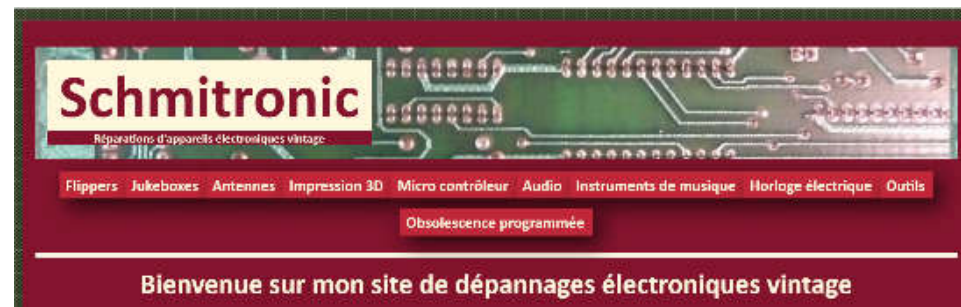 Schmitronic
Réparations d'appareils électroniques vintage
Flippers Jukeboxes Antennes Impression 3D Micro contrôleur Audio Instruments de musique Horloge électrique Outils
Obsolescence programmée
Bienvenue sur mon site de dépannages électroniques vintage